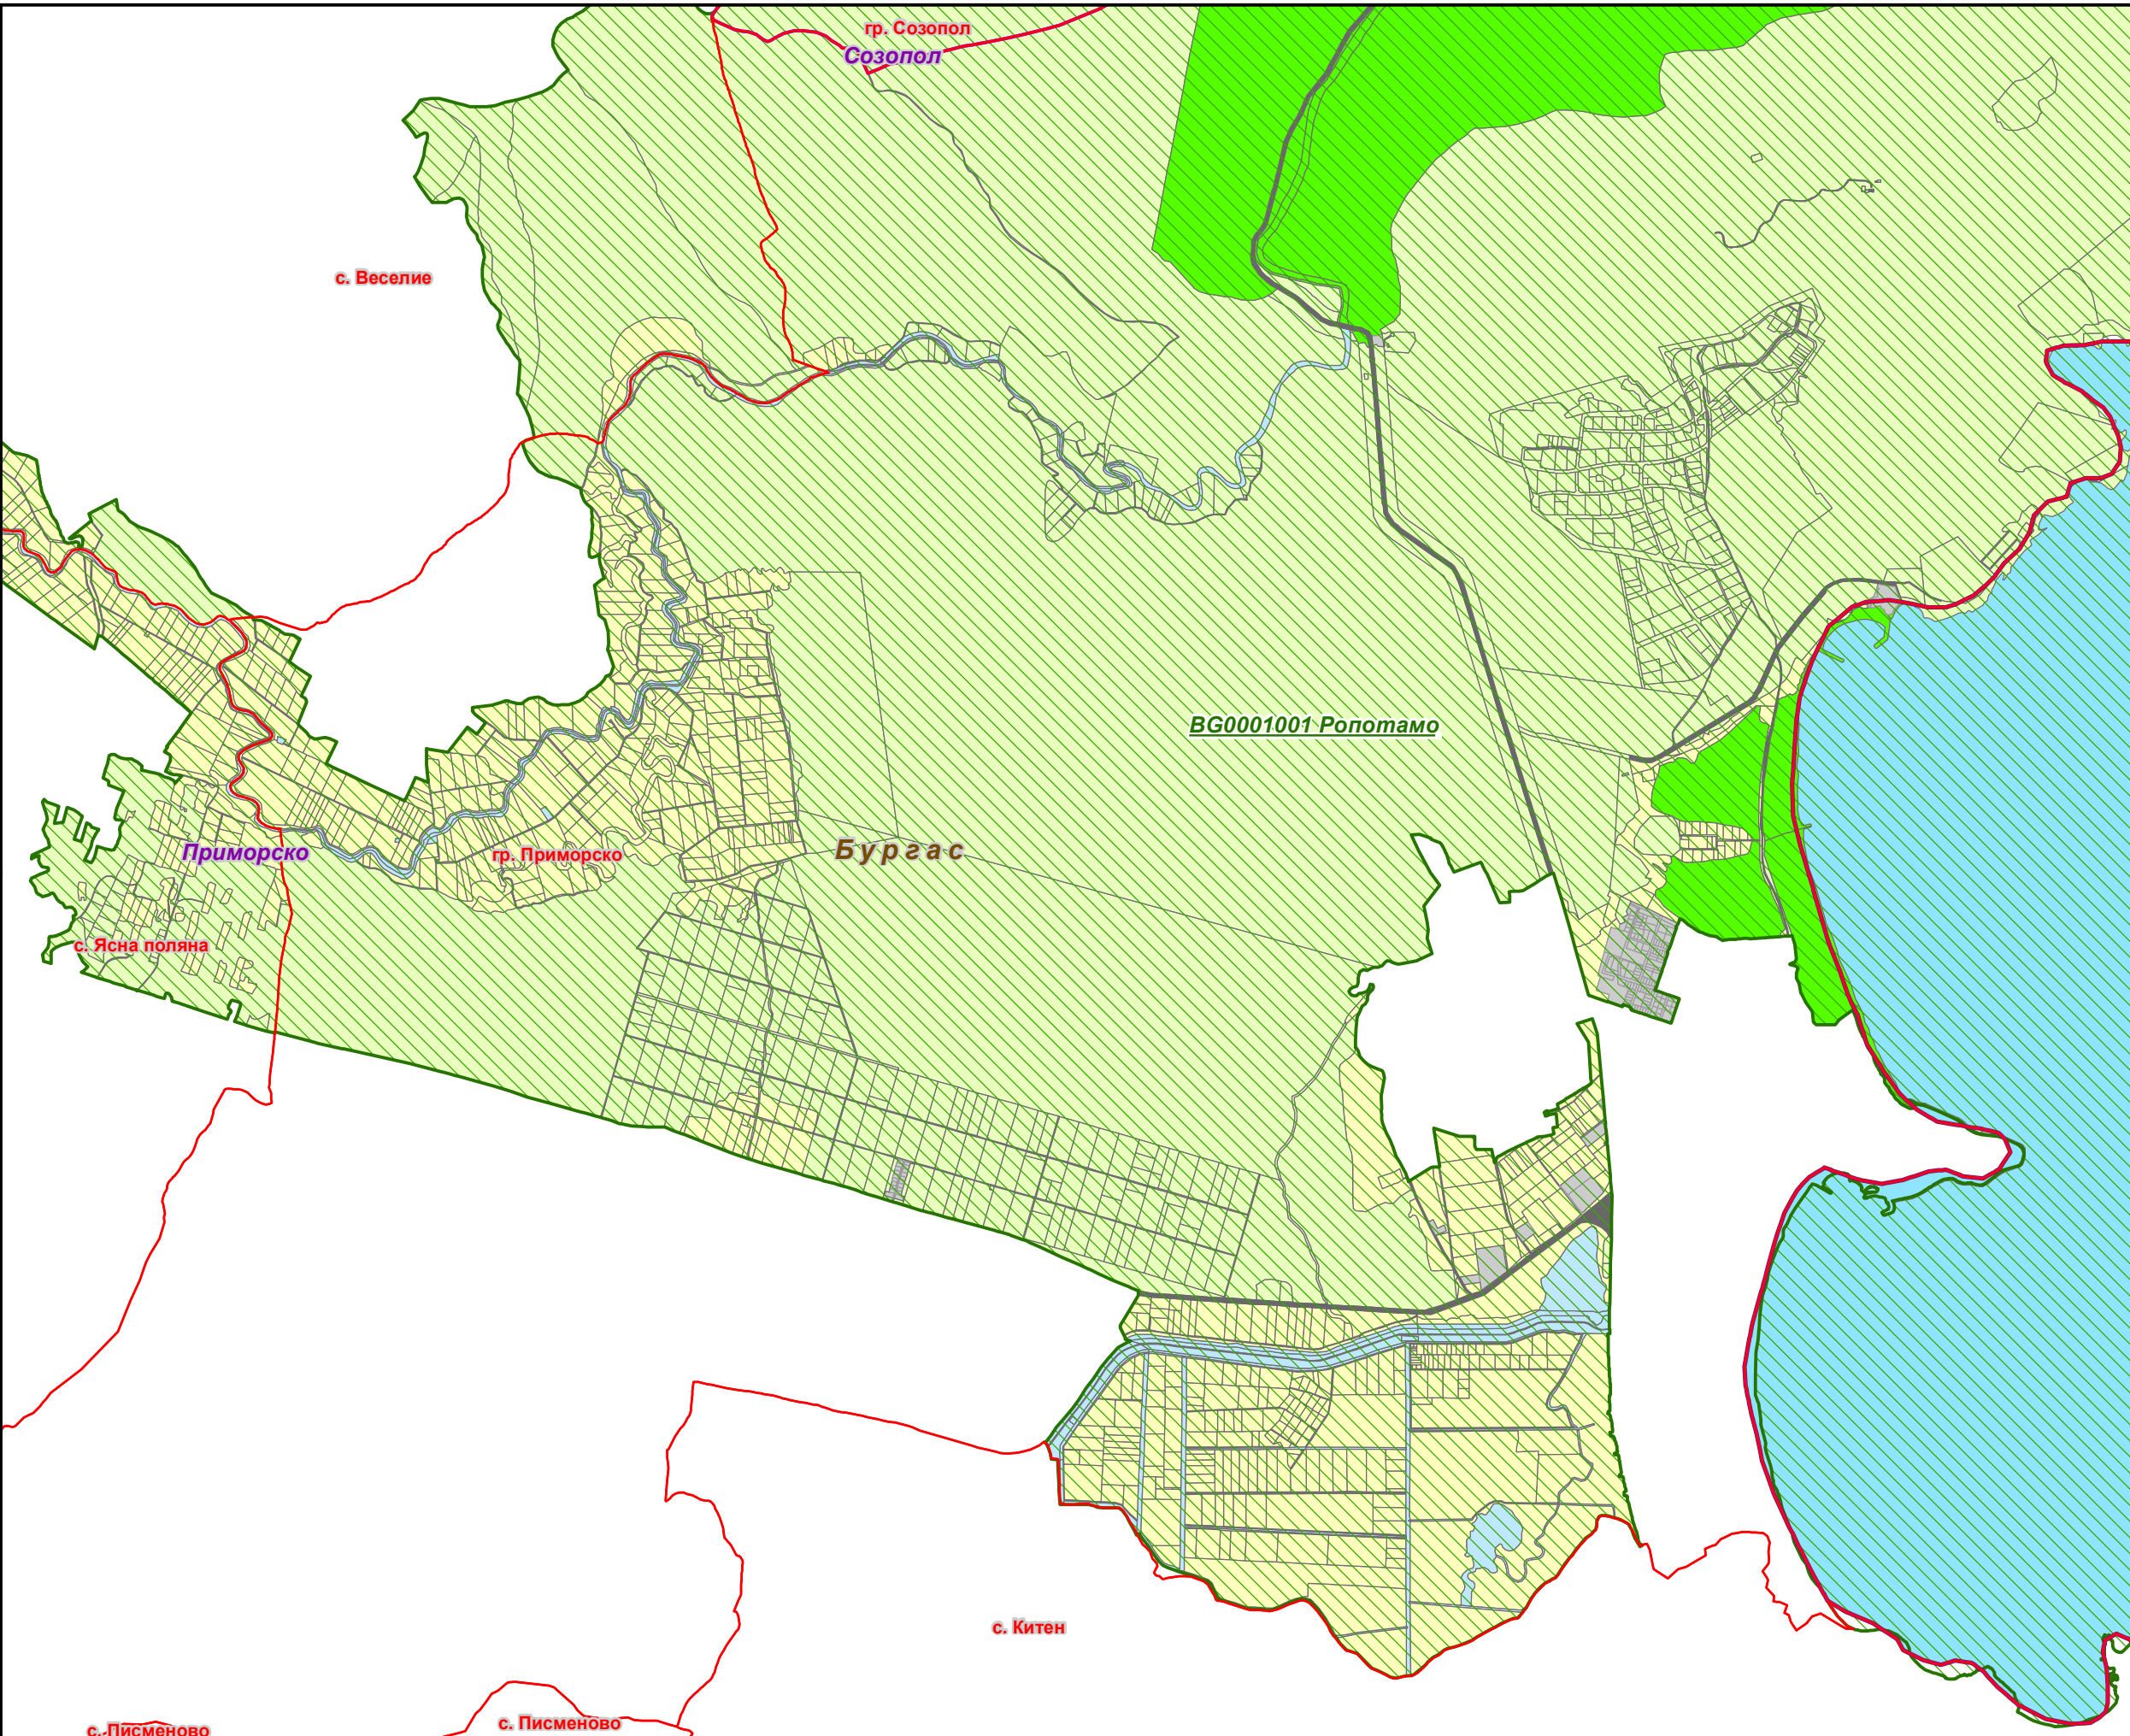 гр. Созопол
Созопол
с. Веселие
BG0001001 Ропотамо
Бургас
Приморско
гр. Приморско
с. Ясна поляна
с. Китен
с. Писменово
с. Писменово